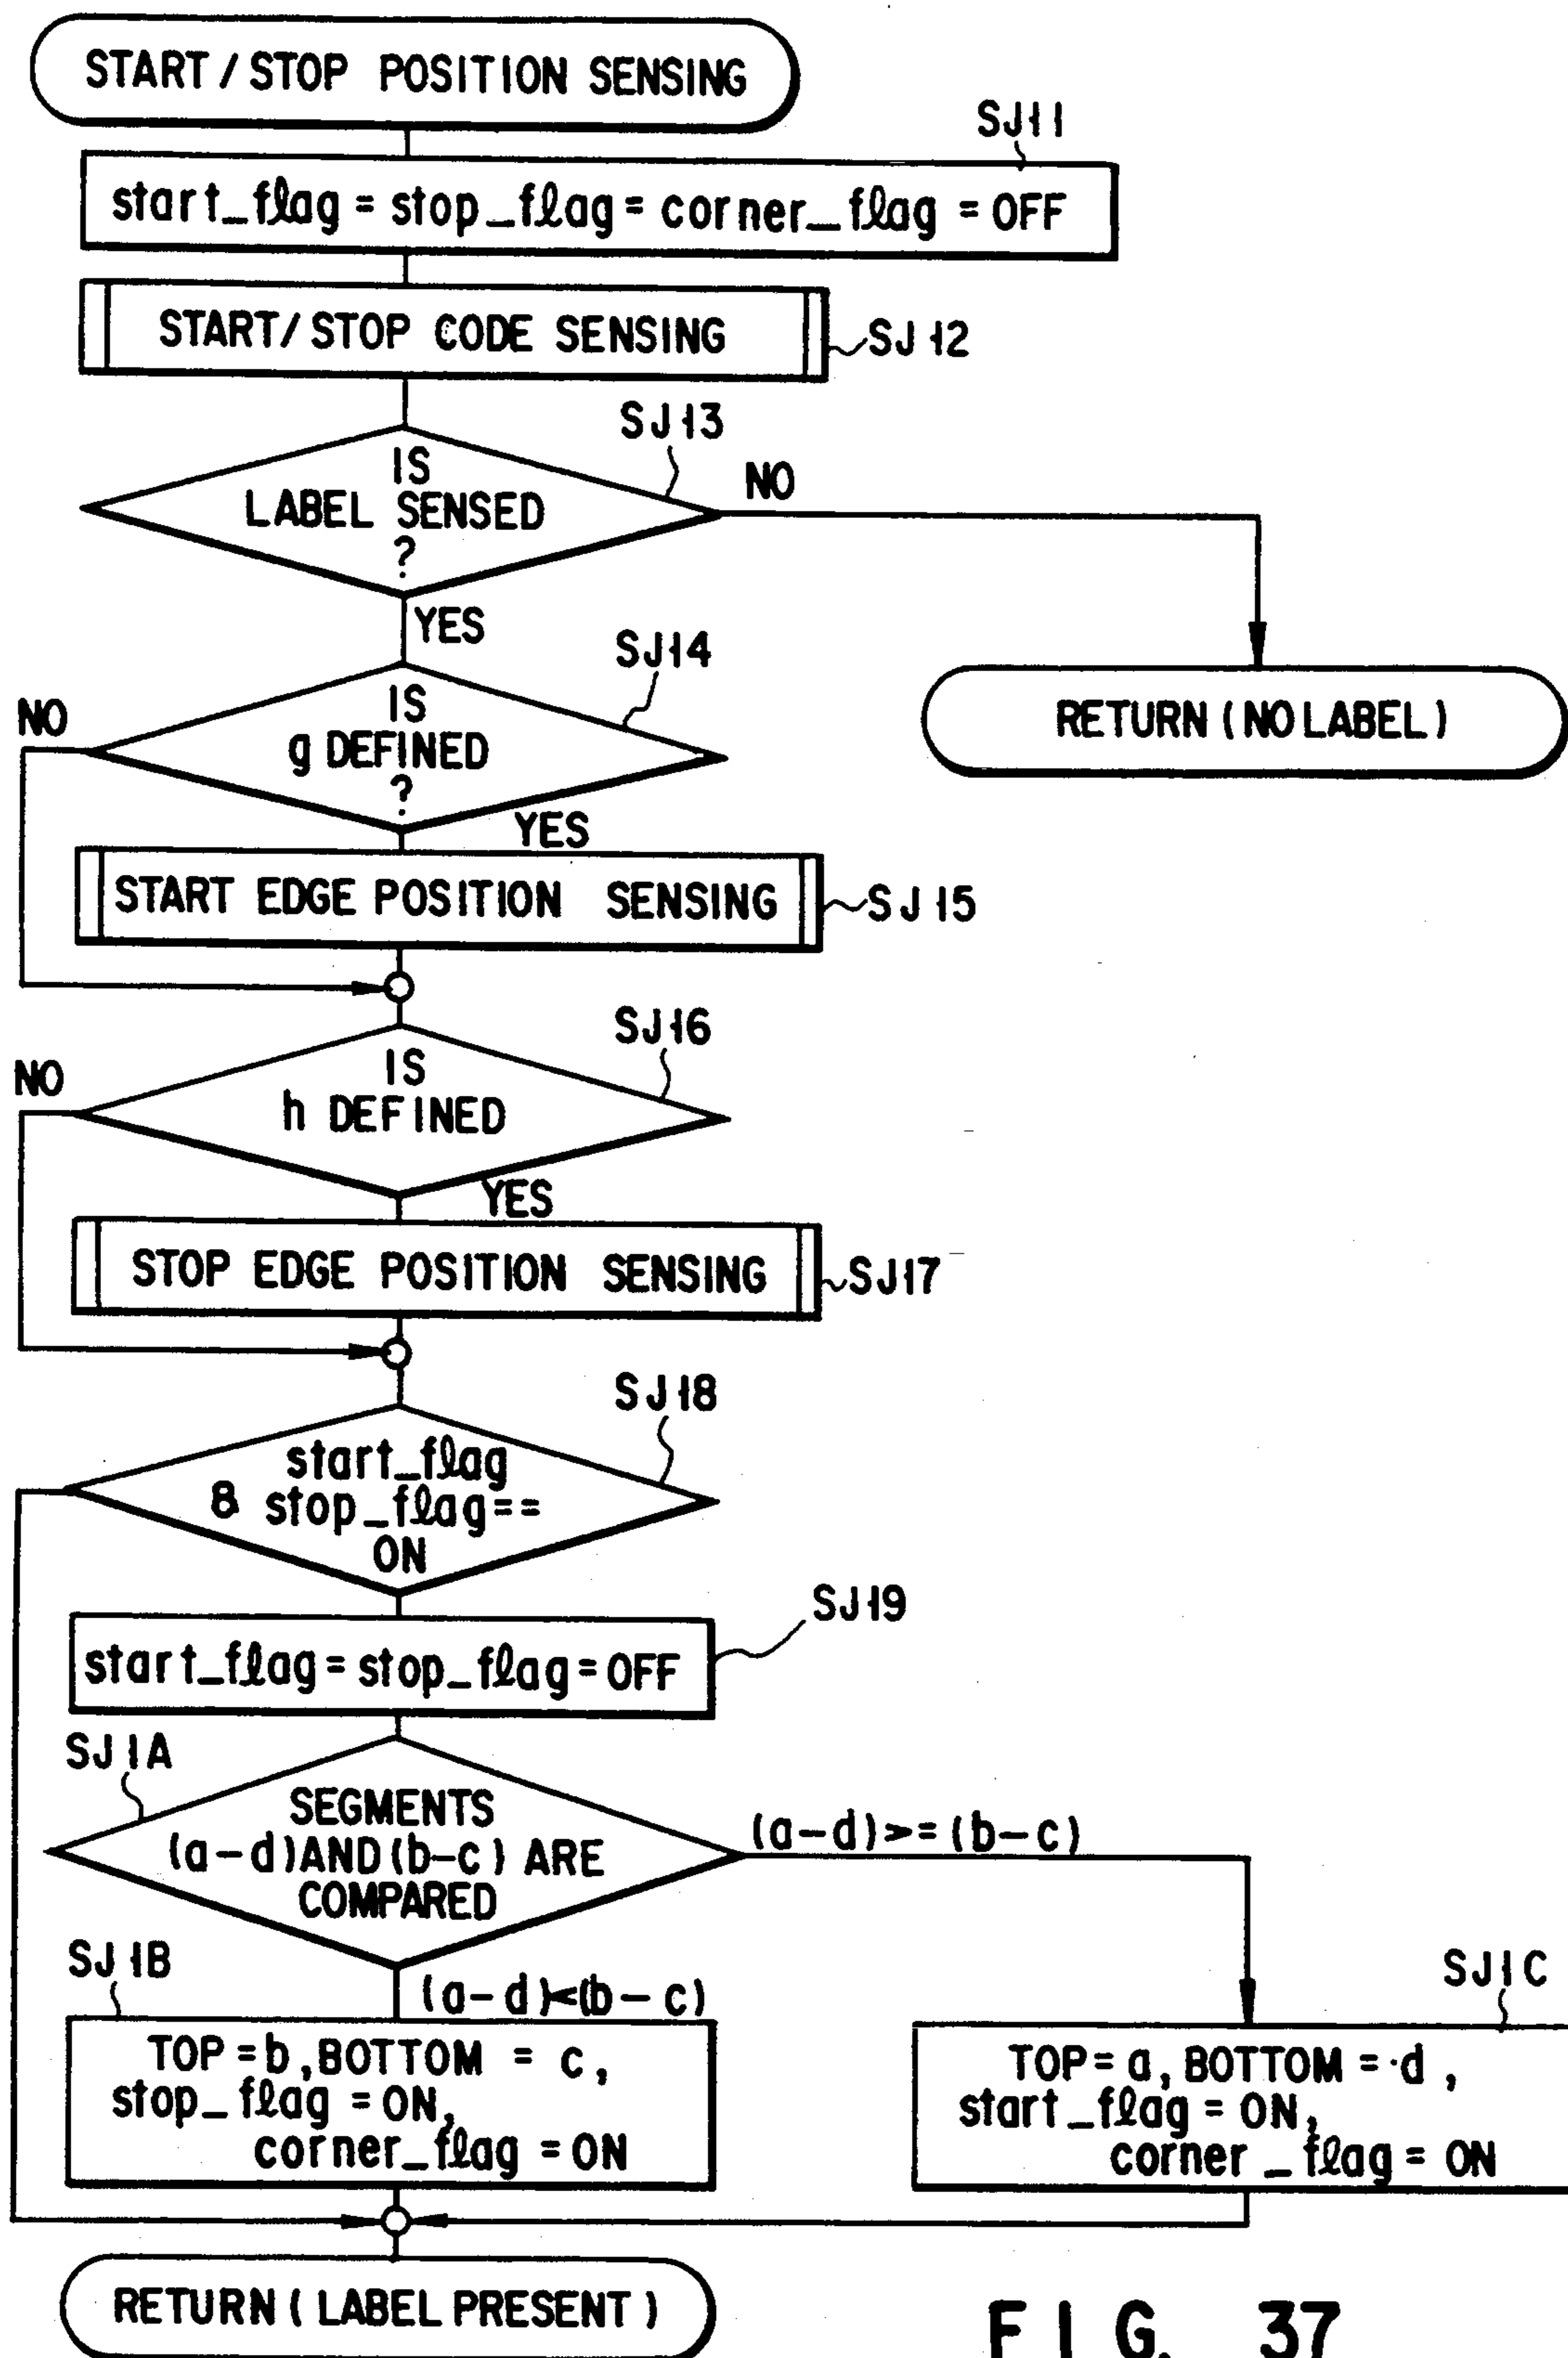 START / STOP POSITION SENSING
SJ11
start_flag = stop_flag = corner_flag = OFF
START/STOP CODE SENSING
SJ12
SJ13
IS
LABEL SENSED
?
NO
YES
SJ14
RETURN (NO LABEL)
NO
IS
g DEFINED
?
YES
START EDGE POSITION SENSING
SJ15
SJ16
NO
IS
h DEFINED
YES
STOP EDGE POSITION SENSING
SJ17
SJ18
start_flag
& stop_flag==
ON
SJ19
start_flag = stop_flag = OFF
SJ1A
SEGMENTS
(a-d) AND (b-c) ARE
COMPARED
(a-d) >= (b-c)
SJ1B
(a-d)<(b-c)
SJ1C
TOP = b, BOTTOM = c,
stop_flag = ON,
corner_flag = ON
TOP = a, BOTTOM = d,
start_flag = ON,
corner_flag = ON
RETURN ( LABEL PRESENT )
FIG. 37